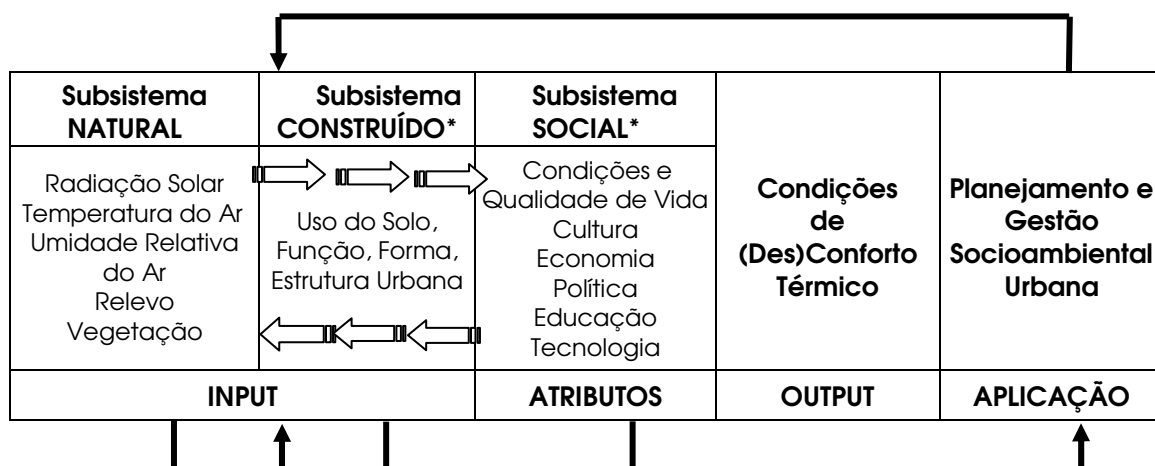 Subsistema
NATURAL
Subsistema
CONSTRUÍDO*
Subsistema
SOCIAL*
Radiação Solar
Temperatura do Ar
Umidade Relativa
do Ar
Relevo
Vegetação
Uso do Solo,
Função, Forma,
Estrutura Urbana
Condições e
Qualidade de Vida
Cultura
Economia
Política
Educação
Tecnologia
Condições
de
(Des)Conforto
Térmico
Planejamento e
Gestão
Socioambiental
Urbana
INPUT
ATRIBUTOS
OUTPUT
APLICAÇÃO